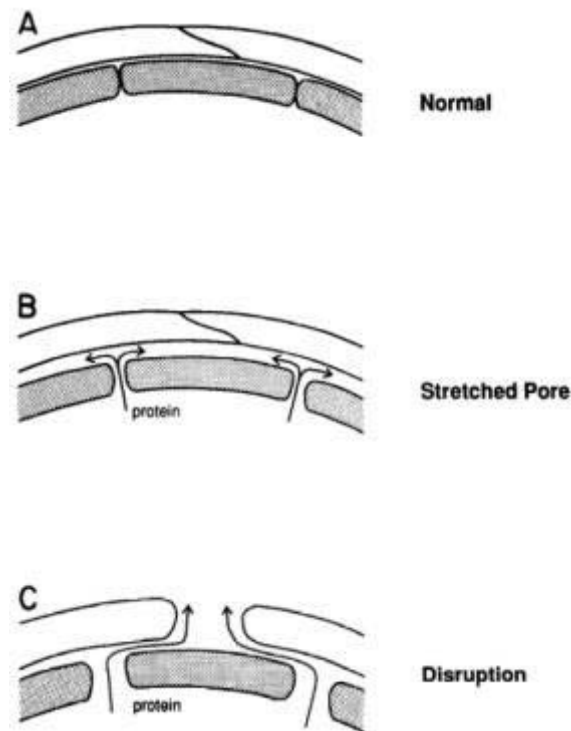 A
Normal
B
protein
Stretched Pore
C
protein
Disruption